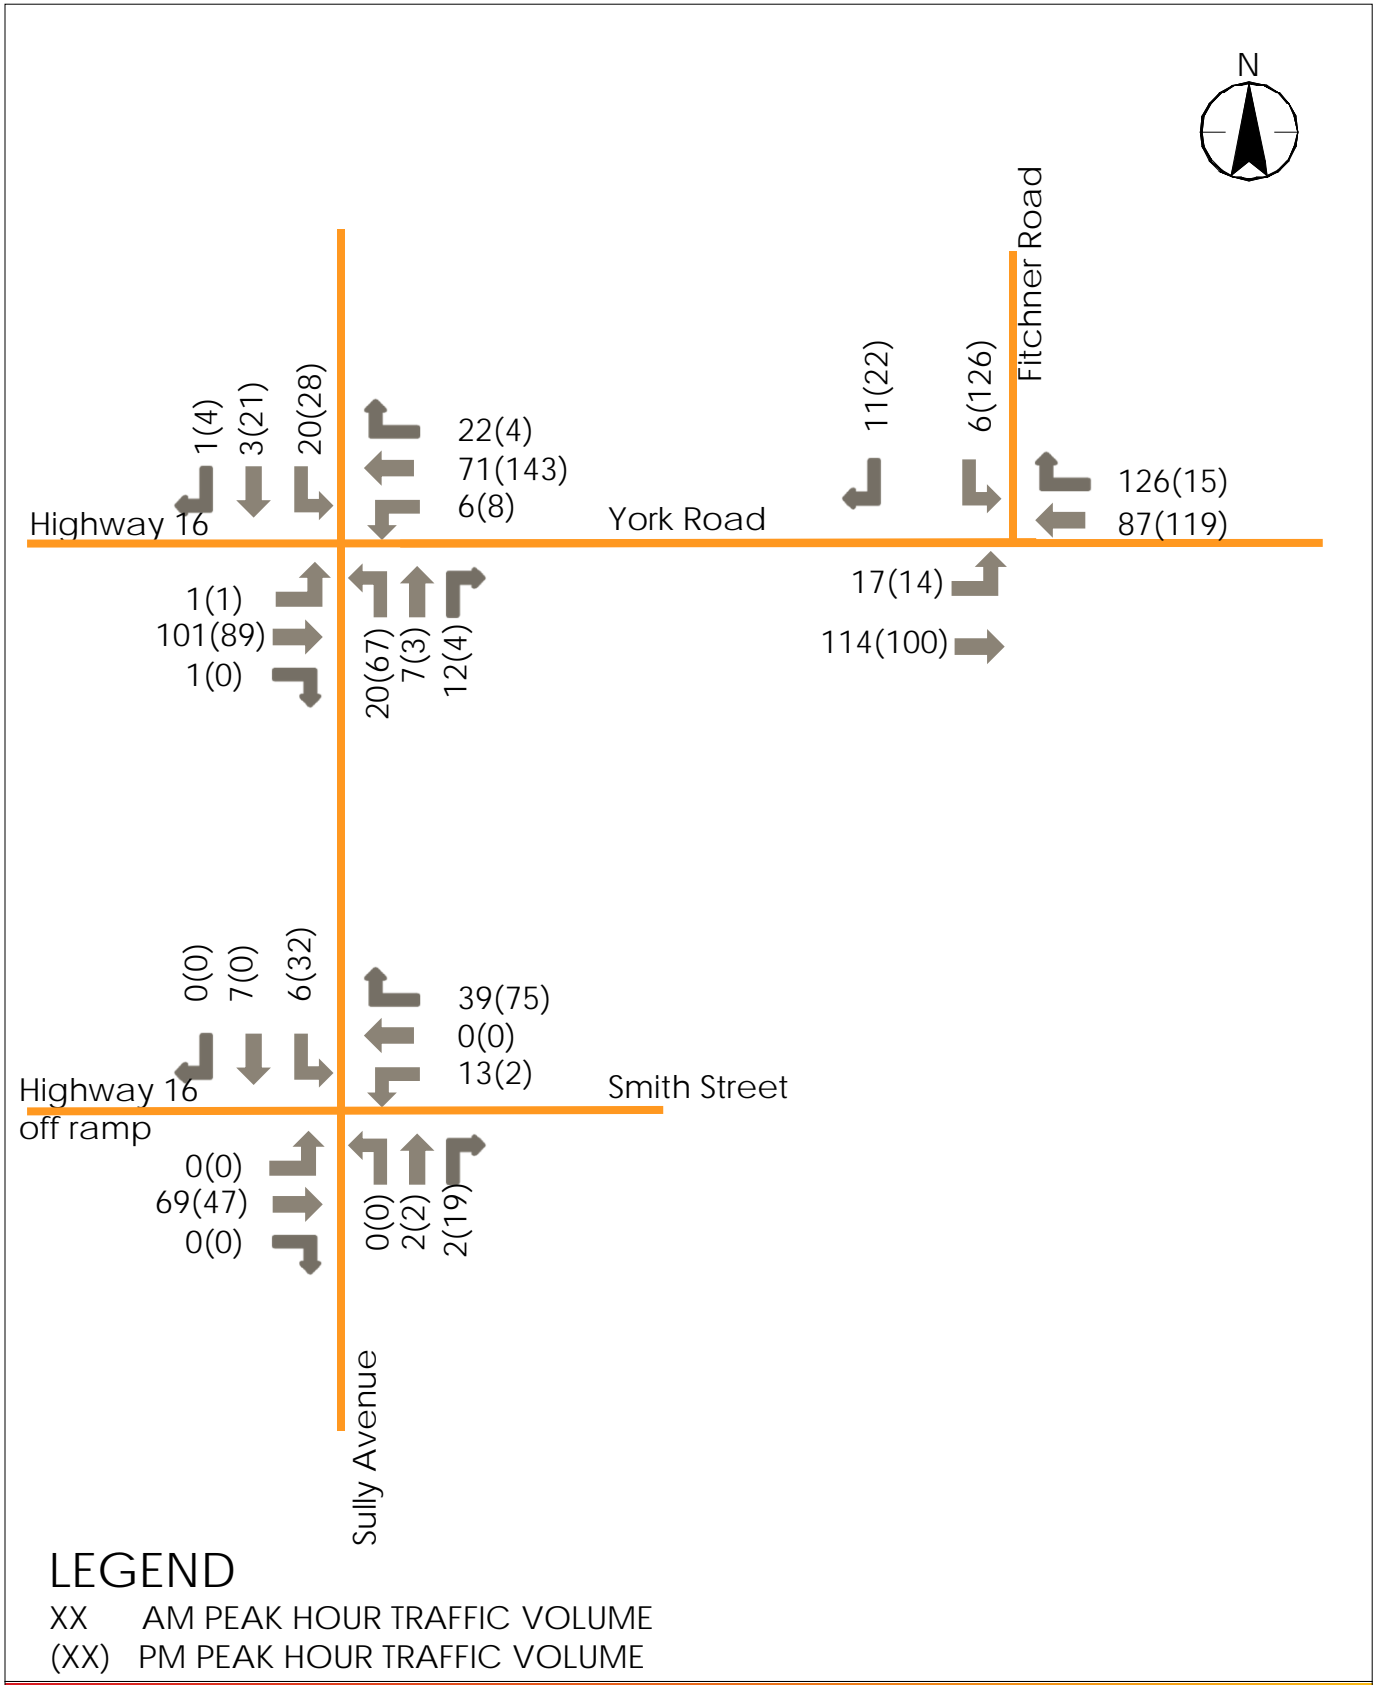 N
Fitchner Road
1(4)
3(21)
20(28)
22(4)
71(143)
6(8)
11(22)
6(126)
126(15)
87(119)
Highway 16
York Road
1(1)
101(89)
1(0)
20(67)
7(3)
12(4)
17(14)
114(100)
0(0)
7(0)
6(32)
39(75)
0(0)
13(2)
Highway 16
off ramp
Smith Street
0(0)
69(47)
0(0)
0(0)
2(2)
2(19)
Sully Avenue
LEGEND
XX AM PEAK HOUR TRAFFIC VOLUME
(XX) PM PEAK HOUR TRAFFIC VOLUME